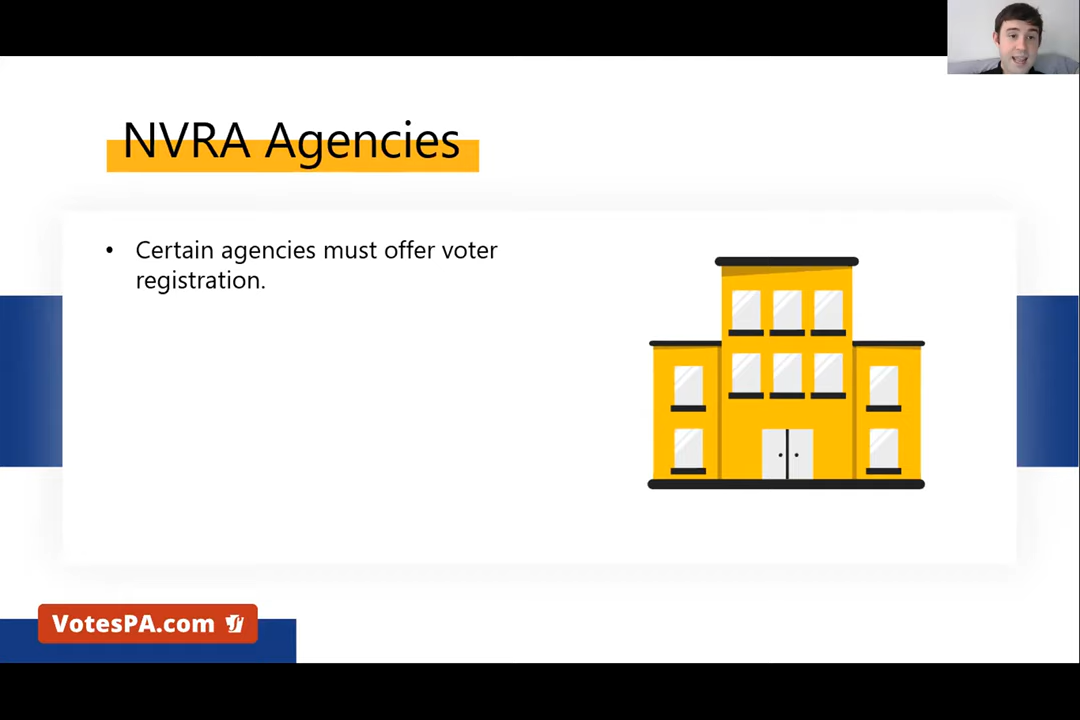 NVRA Agencies
• Certain agencies must offer voter
registration.
VotesPA.com